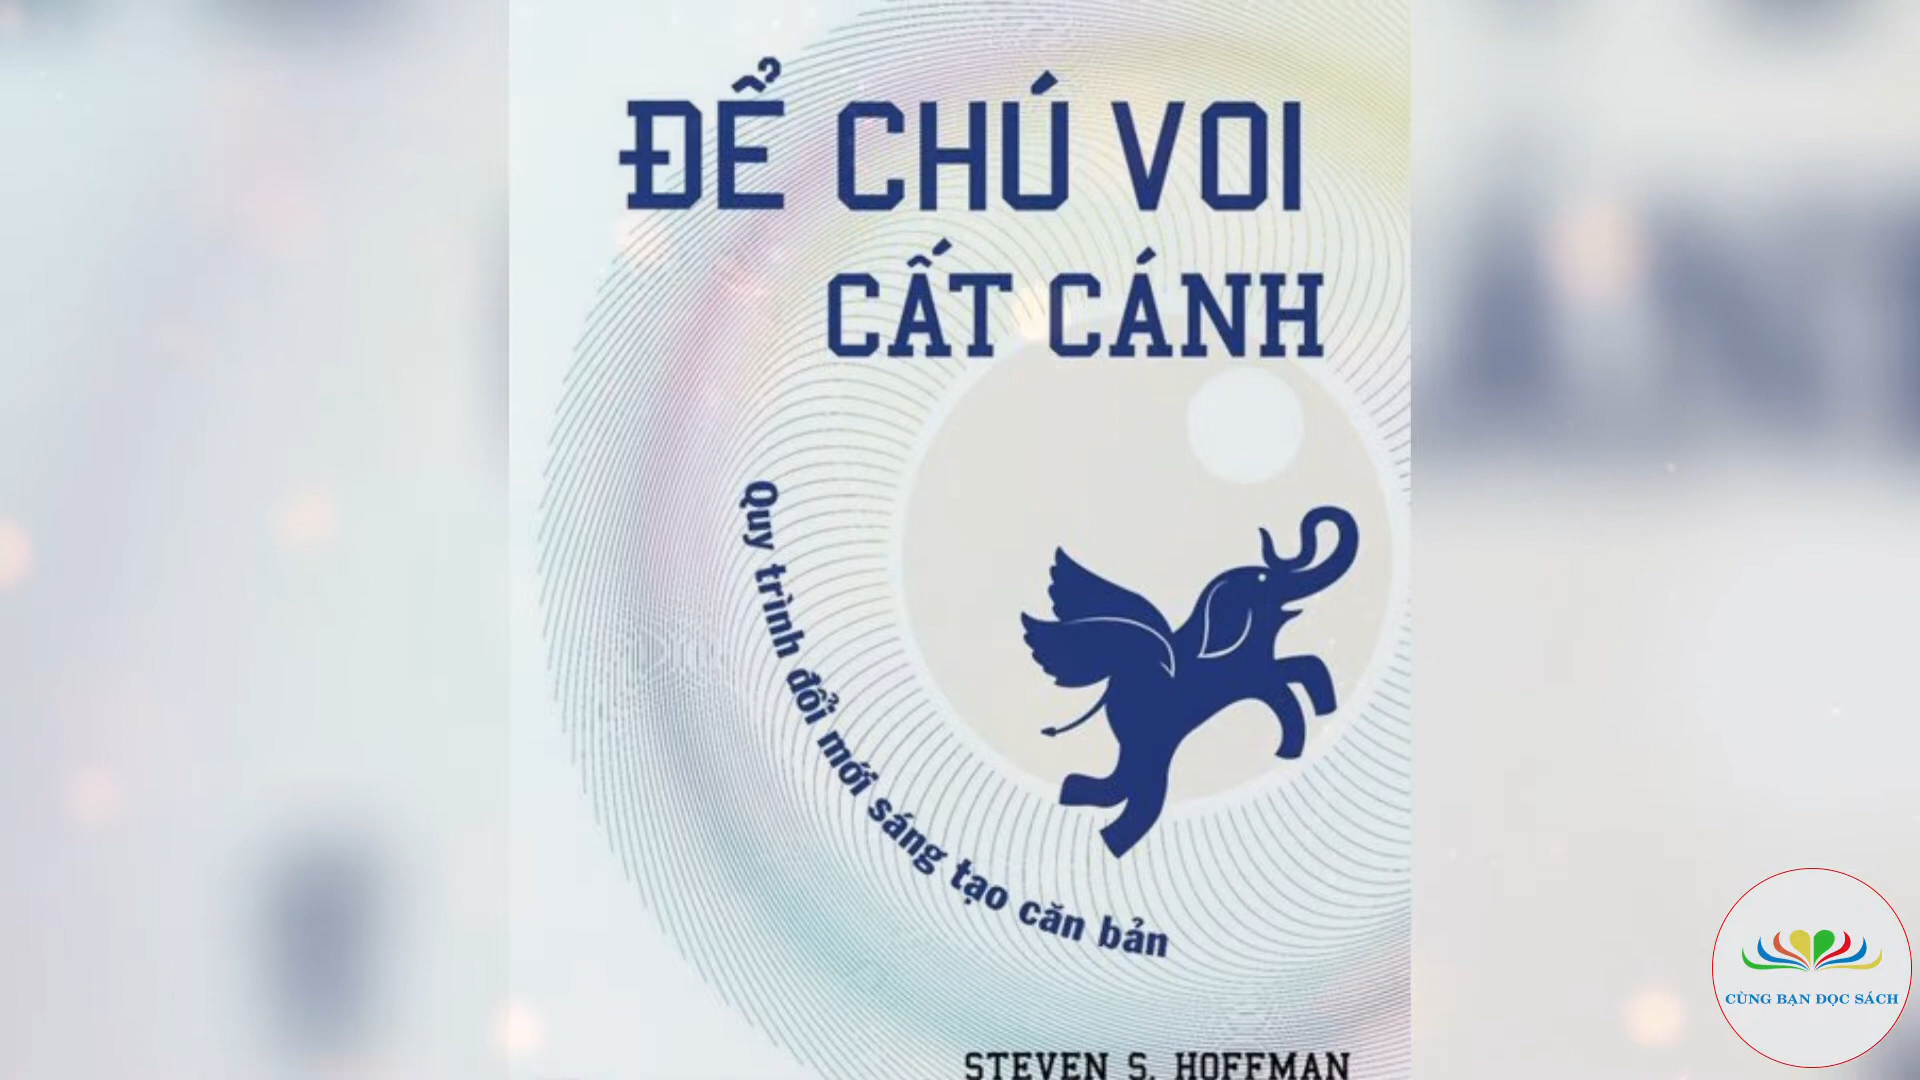 ĐỂ CHÚ VOI
CẤT CÁNH
Quy trình đổi mới sáng tạo căn bản
STEVEN S. HOFFMAN
CÙNG BẠN ĐỌC SÁCH